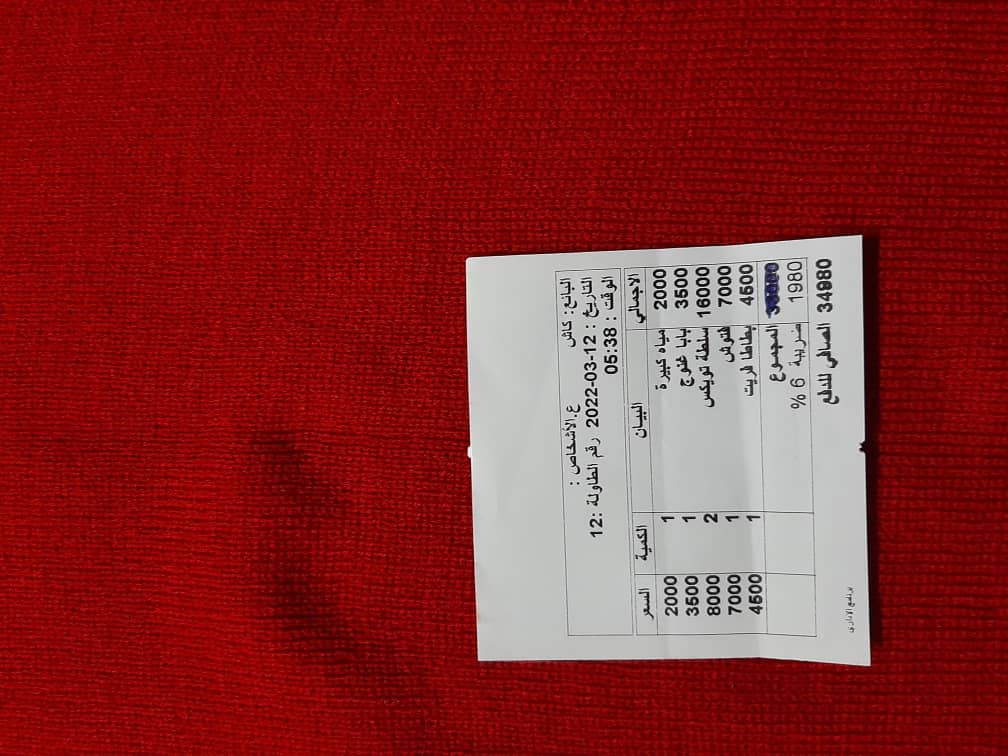 البائع: كاش ع.الأشخاص :
التاريخ : 12-03-2022 رقم الطاولة :12
الوقت : 05:38
الاجمالي البيان الكمية السعر
2000 مياه كبيرة 1 2000
3500 بابا غنوج 1 3500
16000 سلطة تويكس 2 8000
7000 فتوش 1 7000
4500 بطاطا فريت 1 4500
المجموع
1980 ضريبة 6 %
34980 الصافي للدفع
برنامج الاداري